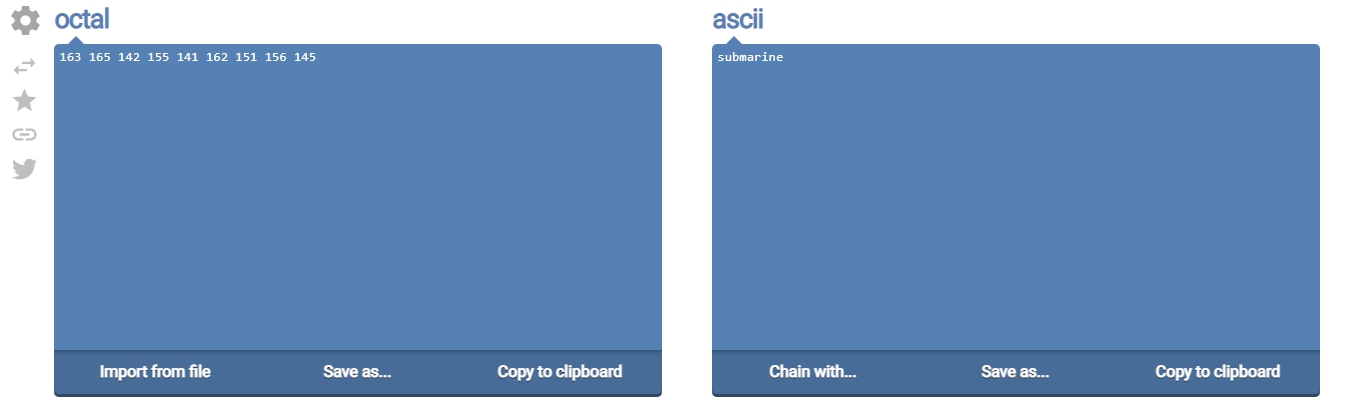 octal
163 165 142 155 141 162 151 156 145
Import from file
Save as...
Copy to clipboard
ascii
submarine
Chain with...
Save as...
Copy to clipboard